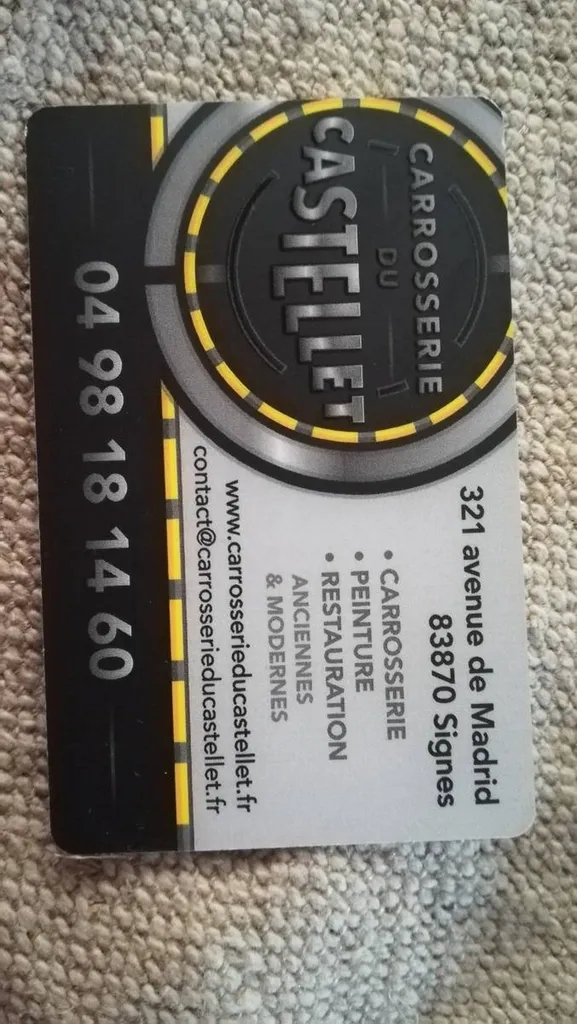 CARROSSERIE
DU
CASTELLET
321 avenue de Madrid
83870 Signes
• CARROSSERIE
• PEINTURE
• RESTAURATION
ANCIENNES
& MODERNES
www.carrosserieducastellet.fr
contact@carrosserieducastellet.fr
04 98 18 14 60